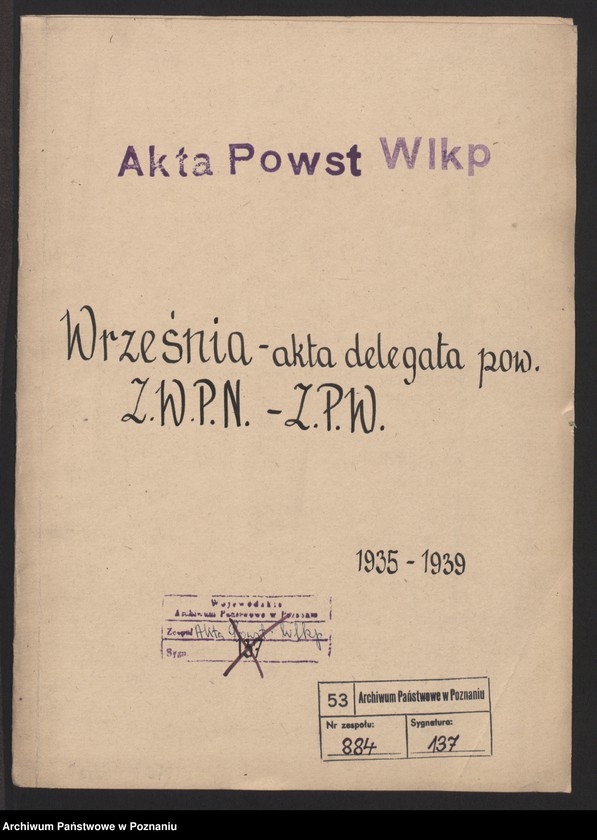 Akta Powst Wlkp
Września - akta delegata pow.
Z.W.P.N. - Z.P.W.
1935 - 1939
Wojewódzkie
Archiwum Państwowe w Poznaniu
Zespół Akta Powst. Wlkp
Sygn. 137
53 Archiwum Państwowe w Poznaniu
Nr zespołu: Sygnatura:
884 137
Archiwum Państwowe w Poznaniu